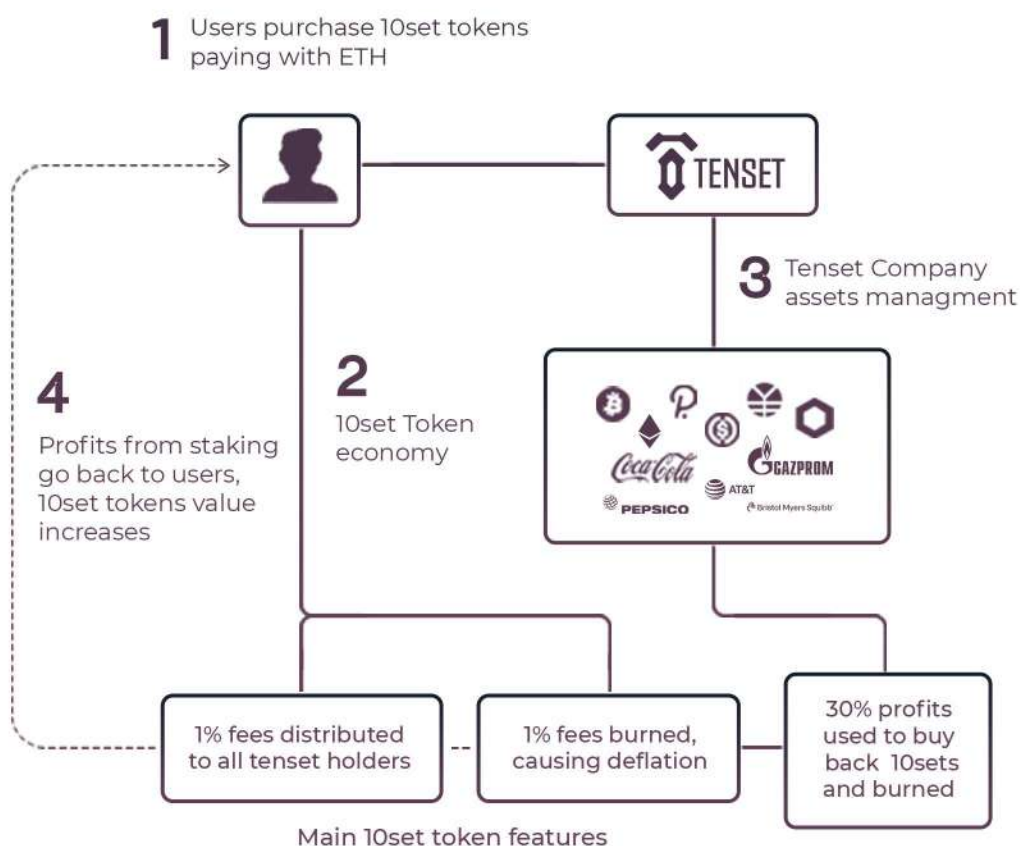 1 Users purchase 10set tokens
paying with ETH
TENSET
3 Tenset Company
assets managment
2
10set Token
economy
4
Profits from staking
go back to users,
10set tokens value
increases
Coca-Cola
GAZPROM
AT&T
PEPSICO
Bristol Myers Squibb
1% fees distributed
to all tenset holders
1% fees burned,
causing deflation
30% profits
used to buy
back 10sets
and burned
Main 10set token features